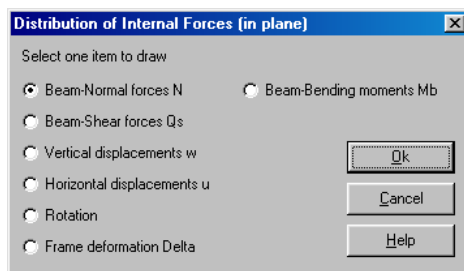 Distribution of Internal Forces (in plane)
Select one item to draw
Beam-Normal forces N
Beam-Bending moments Mb
Beam-Shear forces Qs
Vertical displacements w
Horizontal displacements u
Rotation
Frame deformation Delta
Ok
Cancel
Help